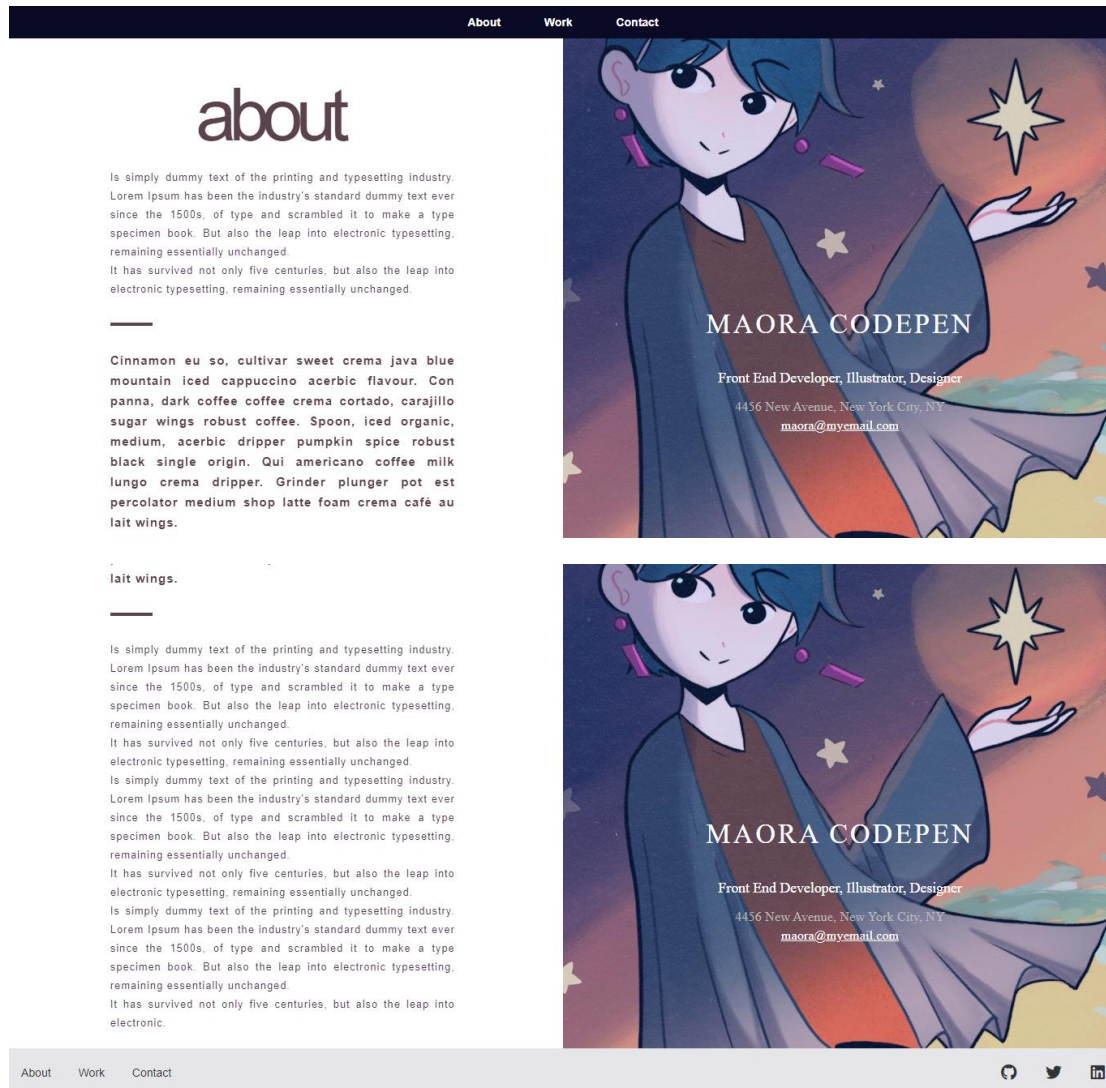 About Work Contact
about
Is simply dummy text of the printing and typesetting industry.
Lorem Ipsum has been the industry's standard dummy text ever
since the 1500s, of type and scrambled it to make a type
specimen book. But also the leap into electronic typesetting,
remaining essentially unchanged.
It has survived not only five centuries, but also the leap into
electronic typesetting, remaining essentially unchanged.
Cinnamon eu so, cultivar sweet crema java blue
mountain iced cappuccino acerbic flavour. Con
panna, dark coffee coffee crema cortado, carajillo
sugar wings robust coffee. Spoon, iced organic,
medium, acerbic dripper pumpkin spice robust
black single origin. Qui americano coffee milk
lungo crema dripper. Grinder plunger pot est
percolator medium shop latte foam crema café au
lait wings.
MAORA CODEPEN
Front End Developer, Illustrator, Designer
4456 New Avenue, New York City, NY
maora@myemail.com
lait wings.
Is simply dummy text of the printing and typesetting industry.
Lorem Ipsum has been the industry's standard dummy text ever
since the 1500s, of type and scrambled it to make a type
specimen book. But also the leap into electronic typesetting,
remaining essentially unchanged.
It has survived not only five centuries, but also the leap into
electronic typesetting, remaining essentially unchanged.
Is simply dummy text of the printing and typesetting industry.
Lorem Ipsum has been the industry's standard dummy text ever
since the 1500s, of type and scrambled it to make a type
specimen book. But also the leap into electronic typesetting,
remaining essentially unchanged.
It has survived not only five centuries, but also the leap into
electronic typesetting, remaining essentially unchanged.
Is simply dummy text of the printing and typesetting industry.
Lorem Ipsum has been the industry's standard dummy text ever
since the 1500s, of type and scrambled it to make a type
specimen book. But also the leap into electronic typesetting,
remaining essentially unchanged.
It has survived not only five centuries, but also the leap into
electronic.
MAORA CODEPEN
Front End Developer, Illustrator, Designer
4456 New Avenue, New York City, NY
maora@myemail.com
About Work Contact